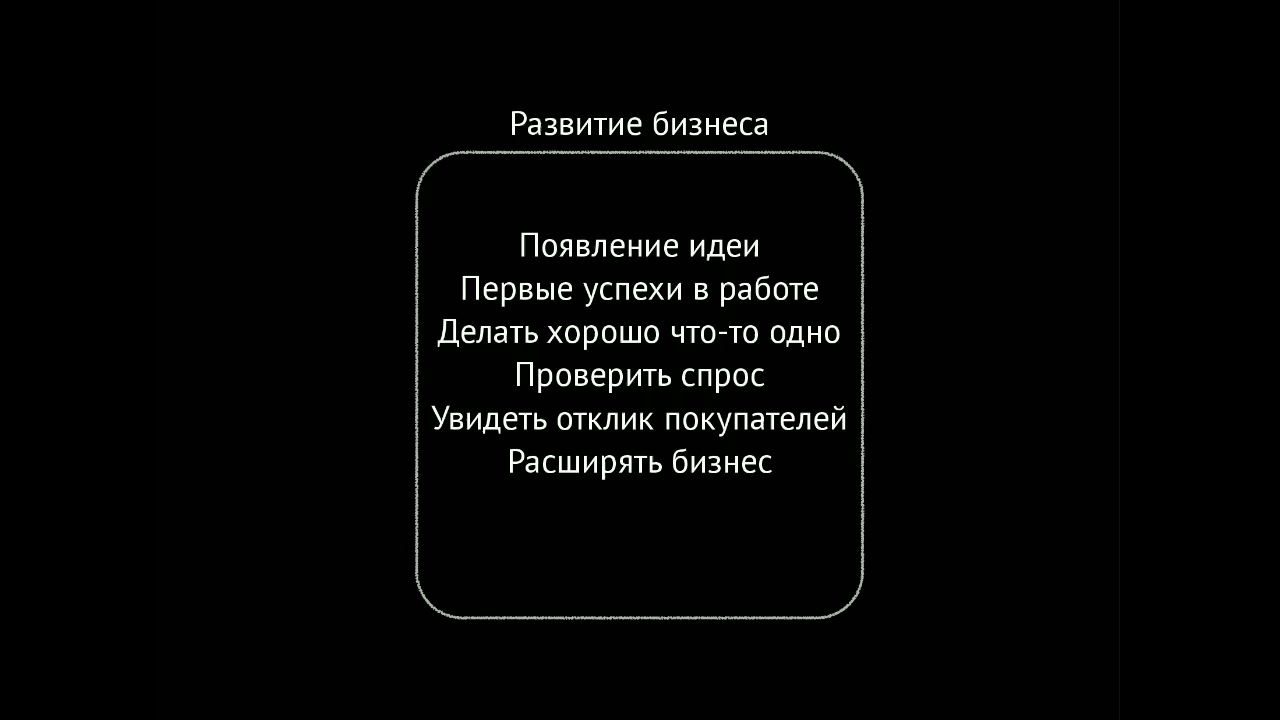 Развитие бизнеса
Появление идеи
Первые успехи в работе
Делать хорошо что-то одно
Проверить спрос
Увидеть отклик покупателей
Расширять бизнес